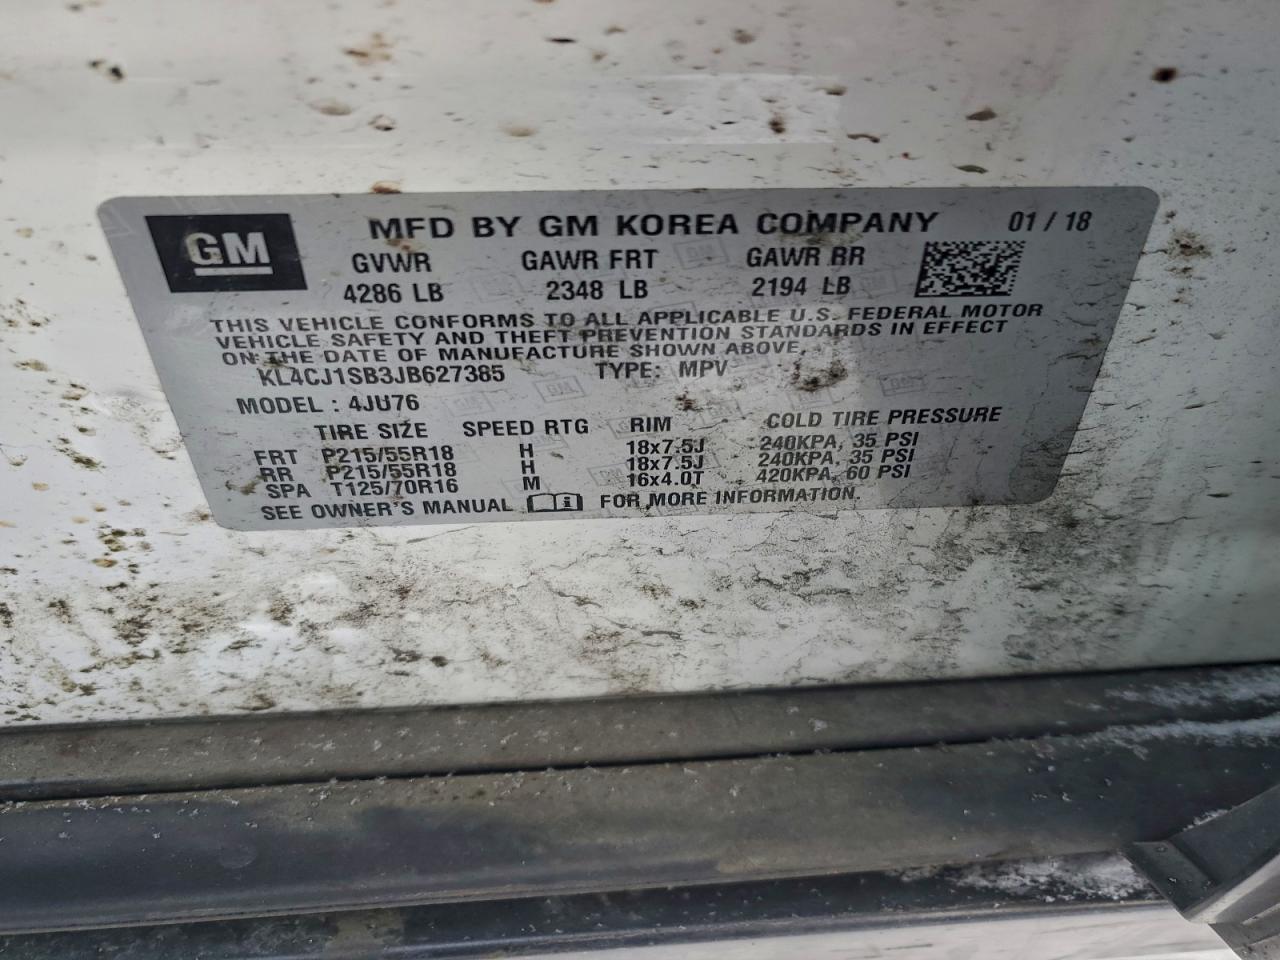 GM
MFD BY GM KOREA COMPANY 01 / 18
GVWR GAWR FRT GAWR RR
4286 LB 2348 LB 2194 LB
THIS VEHICLE CONFORMS TO ALL APPLICABLE U.S. FEDERAL MOTOR
VEHICLE SAFETY AND THEFT PREVENTION STANDARDS IN EFFECT
ON THE DATE OF MANUFACTURE SHOWN ABOVE.
KL4CJ1SB3JB627385 TYPE: MPV
MODEL : 4JU76
TIRE SIZE SPEED RTG RIM COLD TIRE PRESSURE
FRT P215/55R18 H 18x7.5J 240KPA, 35 PSI
RR P215/55R18 H 18x7.5J 240KPA, 35 PSI
SPA T125/70R16 M 16x4.0T 420KPA, 60 PSI
SEE OWNER'S MANUAL i FOR MORE INFORMATION.